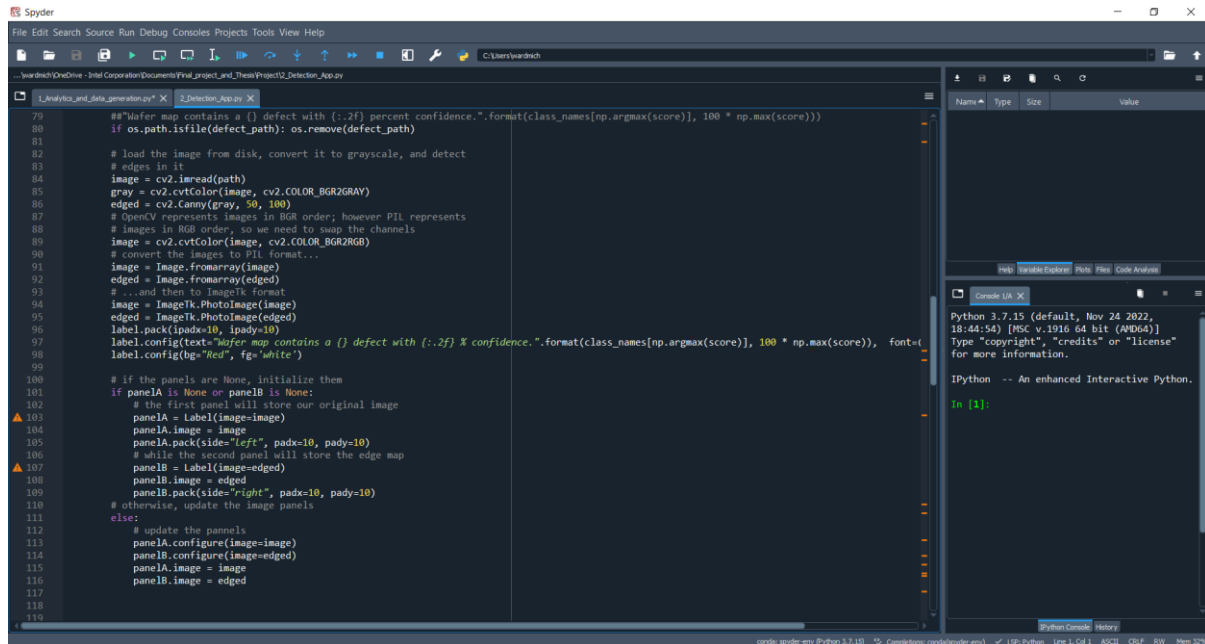 Spyder
File Edit Search Source Run Debug Consoles Projects Tools View Help
C:\Users\wardnich
...\wardnich\OneDrive - Intel Corporation\Documents\Final_project_and_Thesis\Project\2_Detection_App.py
1_Analytics_and_data_generation.py* X 2_Detection_App.py X
79 ##"Wafer map contains a {} defect with {:.2f} percent confidence.".format(class_names[np.argmax(score)], 100 * np.max(score)))
80 if os.path.isfile(defect_path): os.remove(defect_path)
81
82 # load the image from disk, convert it to grayscale, and detect
83 # edges in it
84 image = cv2.imread(path)
85 gray = cv2.cvtColor(image, cv2.COLOR_BGR2GRAY)
86 edged = cv2.Canny(gray, 50, 100)
87 # OpenCV represents images in BGR order; however PIL represents
88 # images in RGB order, so we need to swap the channels
89 image = cv2.cvtColor(image, cv2.COLOR_BGR2RGB)
90 # convert the images to PIL format...
91 image = Image.fromarray(image)
92 edged = Image.fromarray(edged)
93 # ...and then to ImageTk format
94 image = ImageTk.PhotoImage(image)
95 edged = ImageTk.PhotoImage(edged)
96 label.pack(ipadx=10, ipady=10)
97 label.config(text="Wafer map contains a {} defect with {:.2f} % confidence.".format(class_names[np.argmax(score)], 100 * np.max(score)), font=(
98 label.config(bg="Red", fg='white')
99
100 # if the panels are None, initialize them
101 if panelA is None or panelB is None:
102 # the first panel will store our original image
103 panelA = Label(image=image)
104 panelA.image = image
105 panelA.pack(side="left", padx=10, pady=10)
106 # while the second panel will store the edge map
107 panelB = Label(image=edged)
108 panelB.image = edged
109 panelB.pack(side="right", padx=10, pady=10)
110 # otherwise, update the image panels
111 else:
112 # update the pannels
113 panelA.configure(image=image)
114 panelB.configure(image=edged)
115 panelA.image = image
116 panelB.image = edged
117
118
119
Name Type Size Value
Help Variable Explorer Plots Files Code Analysis
Console 1/A X
Python 3.7.15 (default, Nov 24 2022,
18:44:54) [MSC v.1916 64 bit (AMD64)]
Type "copyright", "credits" or "license"
for more information.
IPython -- An enhanced Interactive Python.
In [1]:
IPython Console History
conda: spyder-env (Python 3.7.15) Completions: conda(spyder-env) LSP: Python Line 1, Col 1 ASCII CRLF RW Mem 32%